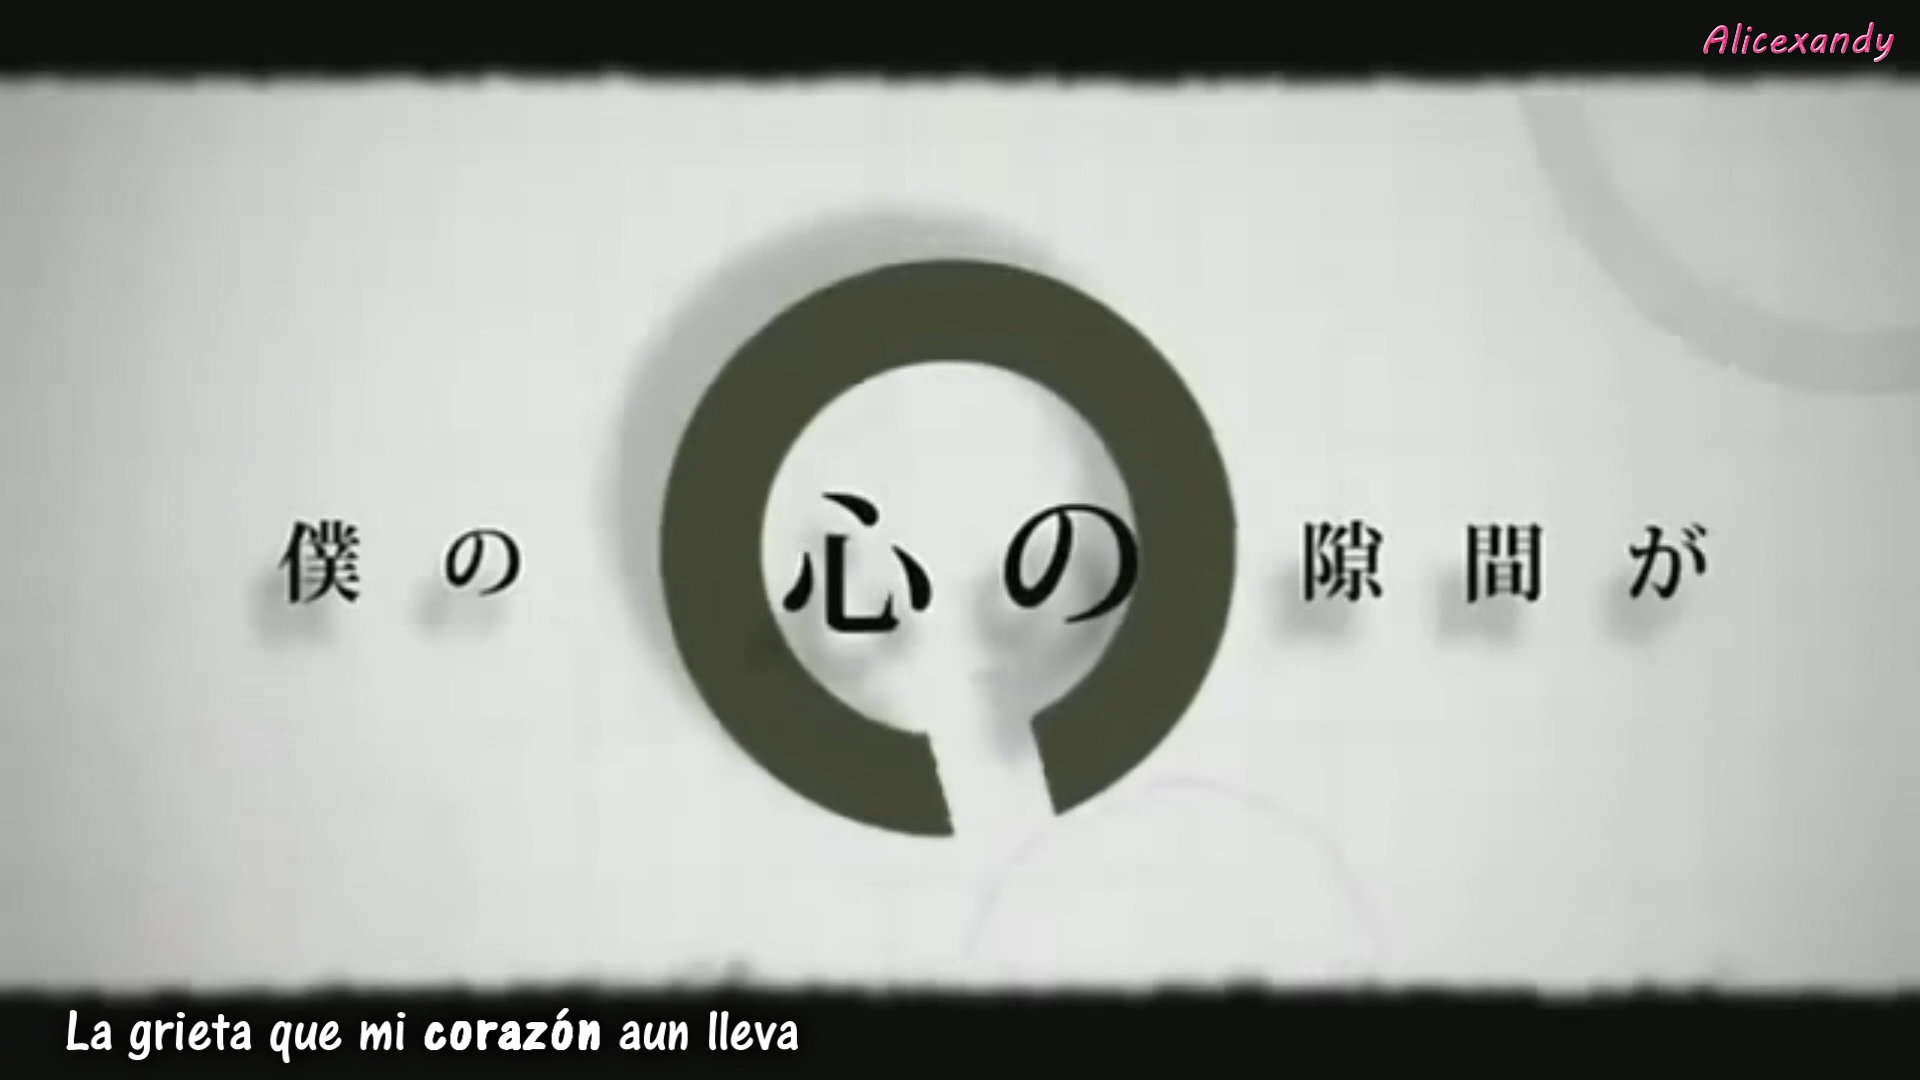 Alicexandy
僕の心の隙間が
La grieta que mi corazón aun lleva